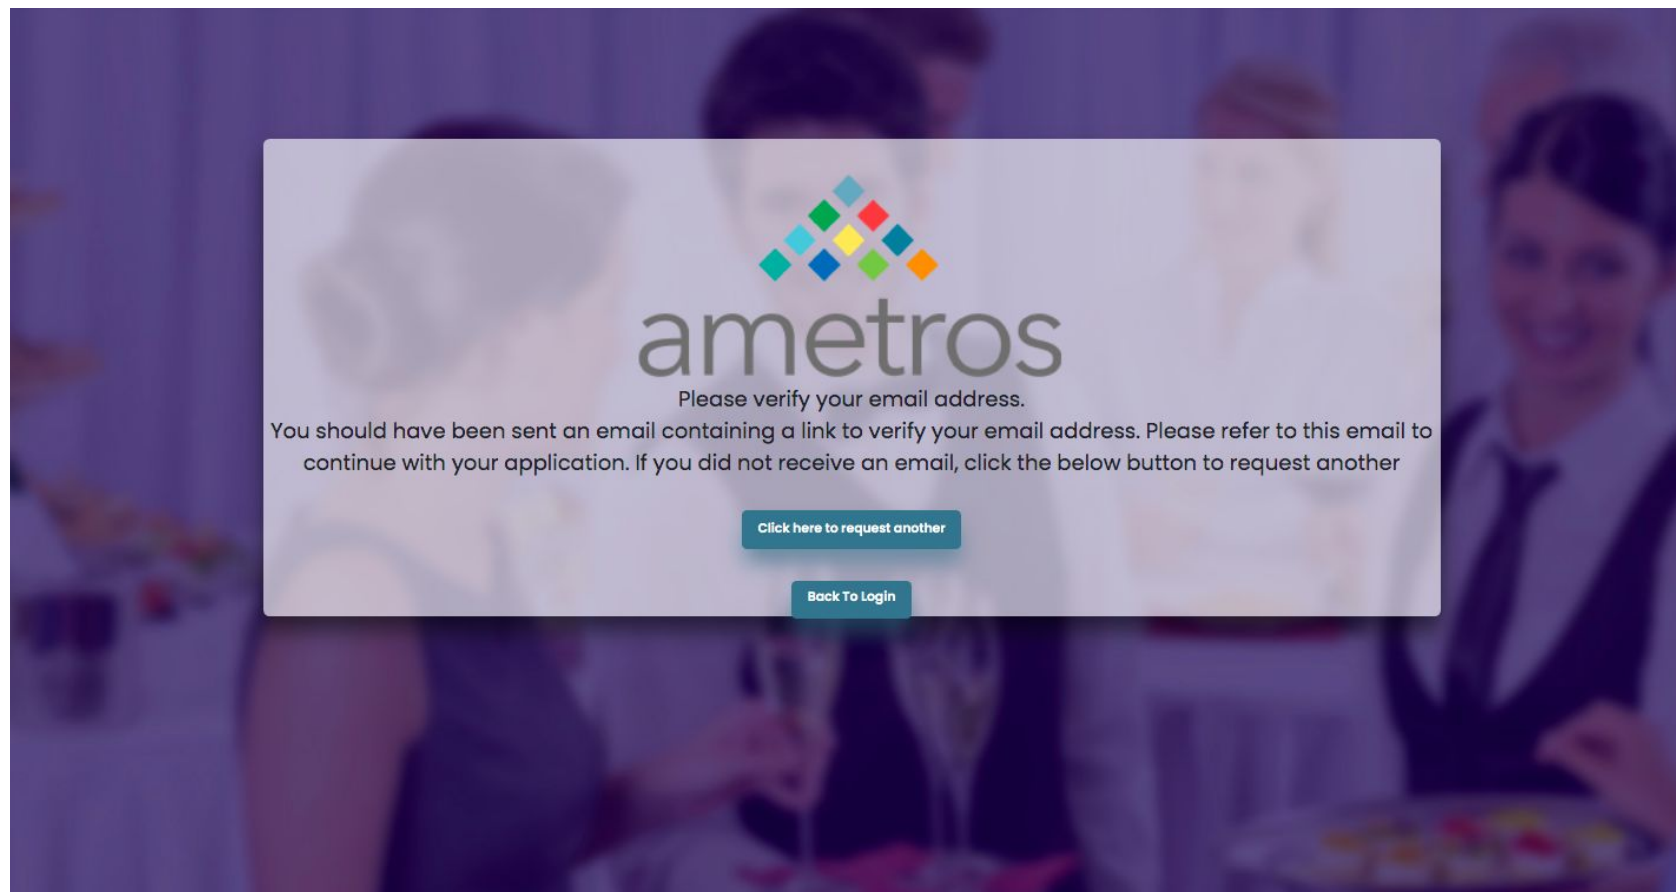 ametros
Please verify your email address.
You should have been sent an email containing a link to verify your email address. Please refer to this email to
continue with your application. If you did not receive an email, click the below button to request another
Click here to request another
Back To Login